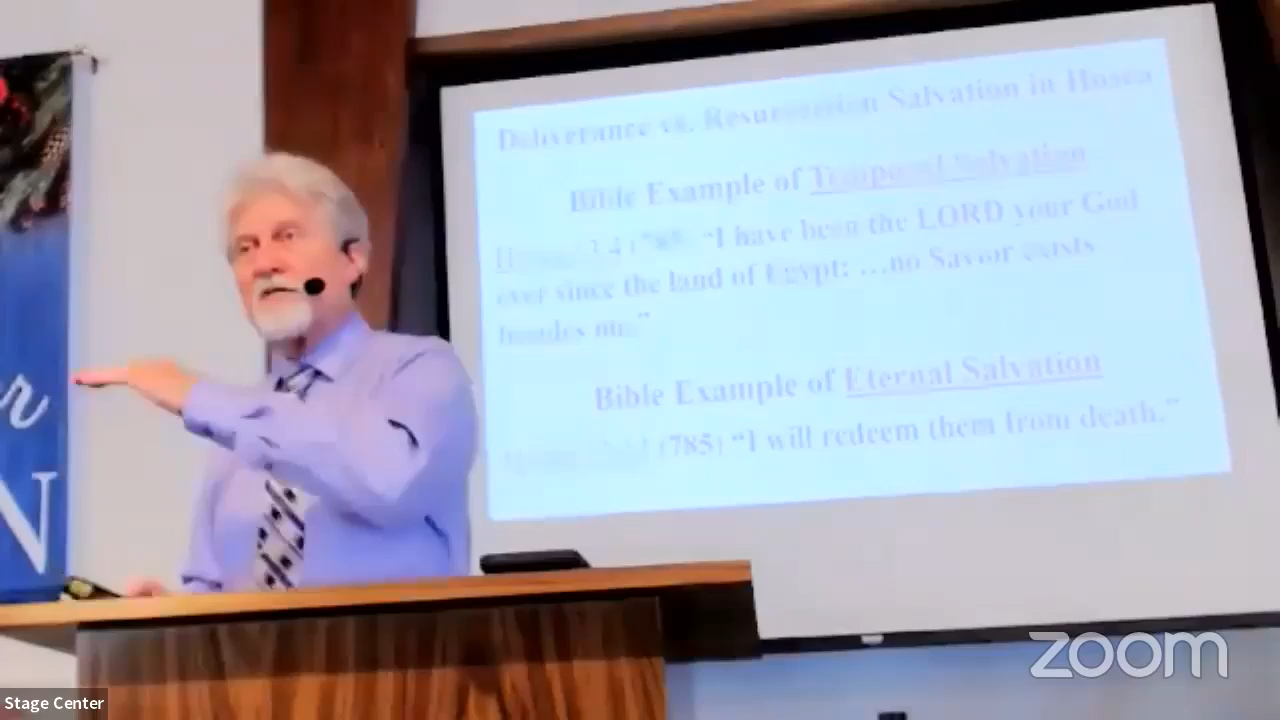 Deliverance vs. Resurrection Salvation in Hosea
Bible Example of Temporal Salvation
"I have been the LORD your God
ever since the land of Egypt: …no Savior exists
besides me."
Bible Example of Eternal Salvation
(785) "I will redeem them from death."
r
N
zoom
Stage Center